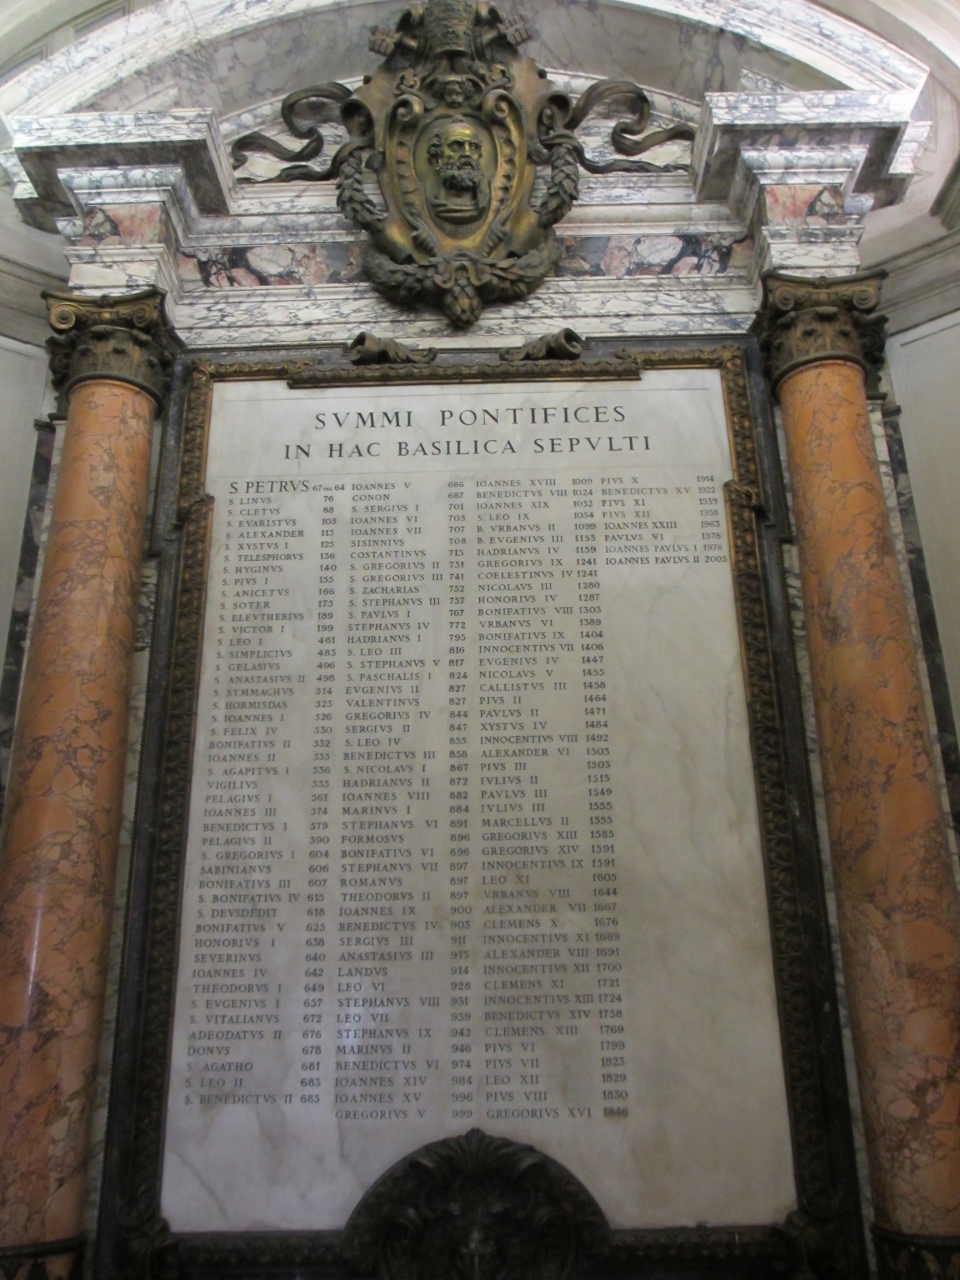 SVMMI PONTIFICES
IN HAC BASILICA SEPVLTI
S. PETRVS 67 vel 64
S. LINVS 76
S. CLETVS 88
S. EVARISTVS 105
S. ALEXANDER I 115
S. XYSTVS I 125
S. TELESPHORVS 136
S. HYGINVS 140
S. PIVS I 155
S. ANICETVS 166
S. SOTER 175
S. ELEVTHERIVS 189
S. VICTOR I 199
S. LEO I 461
S. SIMPLICIVS 483
S. GELASIVS 496
S. ANASTASIVS II 498
S. SYMMACHVS 514
S. HORMISDAS 523
S. IOANNES I 526
S. FELIX IV 530
BONIFATIVS II 532
IOANNES II 535
S. AGAPITVS I 536
VIGILIVS 555
PELAGIVS I 561
IOANNES III 574
BENEDICTVS I 579
PELAGIVS II 590
S. GREGORIVS I 604
SABINIANVS 606
BONIFATIVS III 607
S. BONIFATIVS IV 615
S. DEVSDEDIT 618
BONIFATIVS V 625
HONORIVS I 638
SEVERINVS 640
IOANNES IV 642
THEODORVS I 649
S. EVGENIVS I 657
S. VITALIANVS 672
ADEODATVS II 676
DONVS 678
S. AGATHO 681
S. LEO II 683
S. BENEDICTVS II 685
IOANNES V 686
CONON 687
S. SERGIVS I 701
IOANNES VI 705
IOANNES VII 707
SISINNIVS 708
COSTANTINVS 715
S. GREGORIVS II 731
S. GREGORIVS III 741
S. ZACHARIAS 752
S. STEPHANVS III 757
S. PAVLVS I 767
STEPHANVS IV 772
HADRIANVS I 795
S. LEO III 816
S. STEPHANVS V 817
S. PASCHALIS I 824
EVGENIVS II 827
VALENTINVS 827
GREGORIVS IV 844
SERGIVS II 847
S. LEO IV 855
BENEDICTVS III 858
S. NICOLAVS I 867
HADRIANVS II 872
IOANNES VIII 882
MARINVS I 884
STEPHANVS VI 891
FORMOSVS 896
BONIFATIVS VI 896
STEPHANVS VII 897
ROMANVS 897
THEODORVS II 897
IOANNES IX 900
BENEDICTVS IV 903
SERGIVS III 911
ANASTASIVS III 913
LANDVS 914
LEO VI 928
STEPHANVS VIII 931
LEO VII 939
STEPHANVS IX 942
MARINVS II 946
BENEDICTVS VI 974
IOANNES XIV 984
IOANNES XV 996
GREGORIVS V 999
IOANNES XVIII 1009
BENEDICTVS VIII 1024
IOANNES XIX 1032
S. LEO IX 1054
B. VRBANVS II 1099
B. EVGENIVS III 1153
HADRIANVS IV 1159
GREGORIVS IX 1241
COELESTINVS IV 1241
NICOLAVS III 1280
HONORIVS IV 1287
BONIFATIVS VIII 1303
VRBANVS VI 1389
BONIFATIVS IX 1404
INNOCENTIVS VII 1406
EVGENIVS IV 1447
NICOLAVS V 1455
CALLISTVS III 1458
PIVS II 1464
PAVLVS II 1471
XYSTVS IV 1484
INNOCENTIVS VIII 1492
ALEXANDER VI 1503
PIVS III 1503
IVLIVS II 1513
PAVLVS III 1549
IVLIVS III 1555
MARCELLVS II 1555
GREGORIVS XIII 1585
GREGORIVS XIV 1591
INNOCENTIVS IX 1591
LEO XI 1605
VRBANVS VIII 1644
ALEXANDER VII 1667
CLEMENS X 1676
INNOCENTIVS XI 1689
ALEXANDER VIII 1691
INNOCENTIVS XII 1700
CLEMENS XI 1721
INNOCENTIVS XIII 1724
BENEDICTVS XIV 1758
CLEMENS XIII 1769
PIVS VI 1799
PIVS VII 1823
LEO XII 1829
PIVS VIII 1830
GREGORIVS XVI 1846
PIVS X 1914
BENEDICTVS XV 1922
PIVS XI 1939
PIVS XII 1958
IOANNES XXIII 1963
PAVLVS VI 1978
IOANNES PAVLVS I 1978
IOANNES PAVLVS II 2005